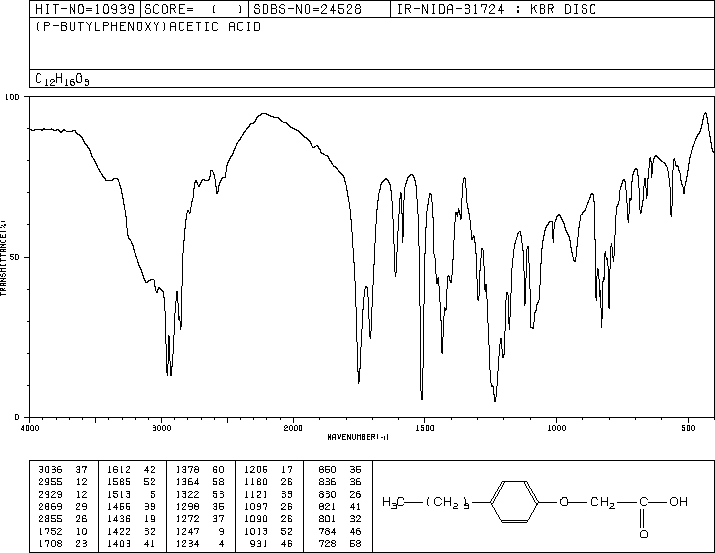 HIT-NO=10939 SCORE= ( ) SDBS-NO=24528 IR-NIDA-31724 : KBR DISC
(P-BUTYLPHENOXY)ACETIC ACID
C12H16O3
100
50
0
TRANSMITTANCE(%)
4000 3000 2000 1500 1000 500
WAVENUMBER(-1)
3036 37 1612 42 1378 60 1206 17 850 35
2955 12 1585 52 1364 58 1180 26 836 36
2929 12 1513 5 1322 53 1121 33 830 26
2869 29 1455 39 1298 35 1097 26 821 41
2855 26 1436 19 1272 37 1090 26 801 32
1752 10 1422 32 1247 9 1013 52 784 46
1708 23 1403 41 1234 4 931 46 728 58
H3C (CH2)3 O CH2 C OH
O